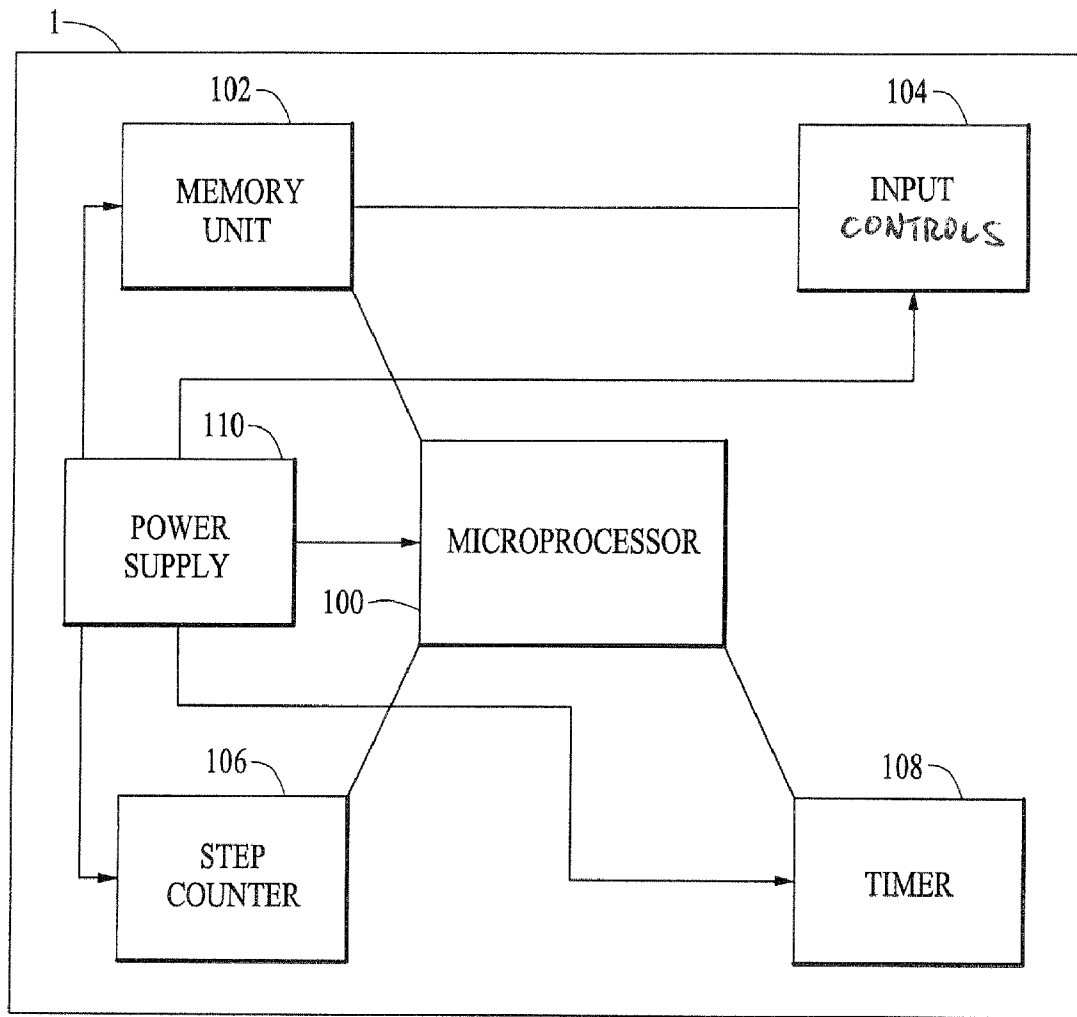 1
102
MEMORY
UNIT
104
INPUT
CONTROLS
110
POWER
SUPPLY
MICROPROCESSOR
100
106
STEP
COUNTER
108
TIMER